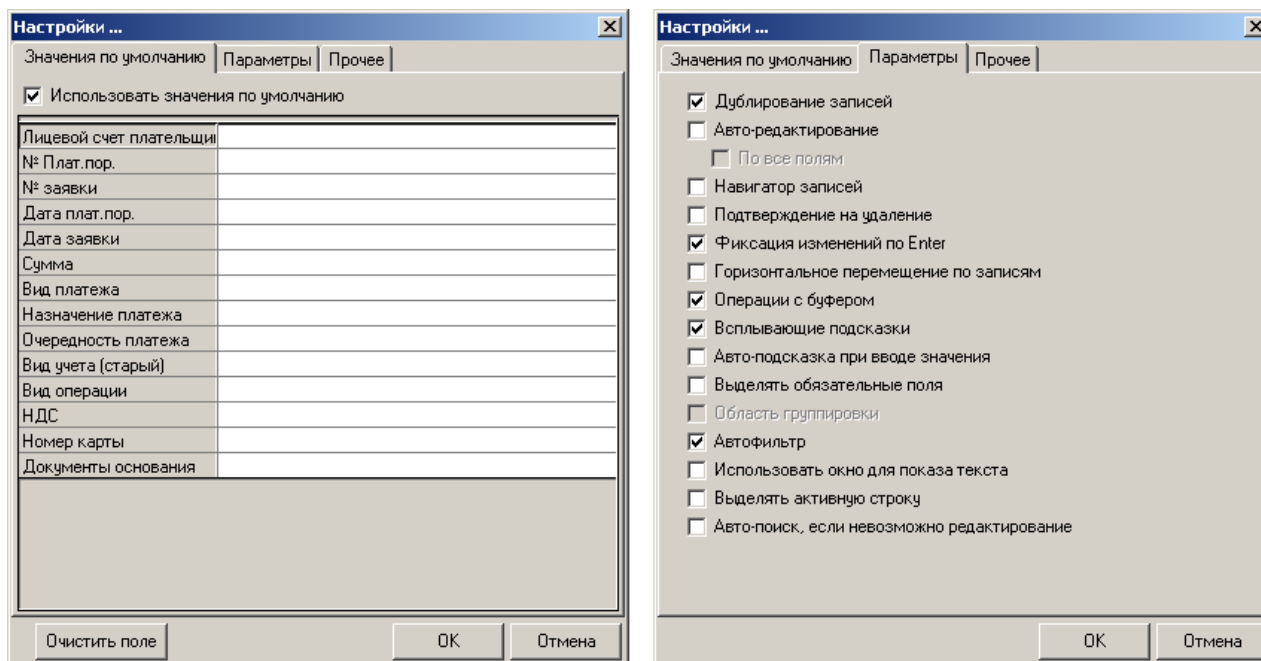 Настройки ...
Значения по умолчанию Параметры Прочее
Использовать значения по умолчанию
Лицевой счет плательщи
№ Плат.пор.
№ заявки
Дата плат.пор.
Дата заявки
Сумма
Вид платежа
Назначение платежа
Очередность платежа
Вид учета (старый)
Вид операции
НДС
Номер карты
Документы основания
Очистить поле OK Отмена
Настройки ...
Значения по умолчанию Параметры Прочее
Дублирование записей
Авто-редактирование
По все полям
Навигатор записей
Подтверждение на удаление
Фиксация изменений по Enter
Горизонтальное перемещение по записям
Операции с буфером
Всплывающие подсказки
Авто-подсказка при вводе значения
Выделять обязательные поля
Область группировки
Автофильтр
Использовать окно для показа текста
Выделять активную строку
Авто-поиск, если невозможно редактирование
OK Отмена